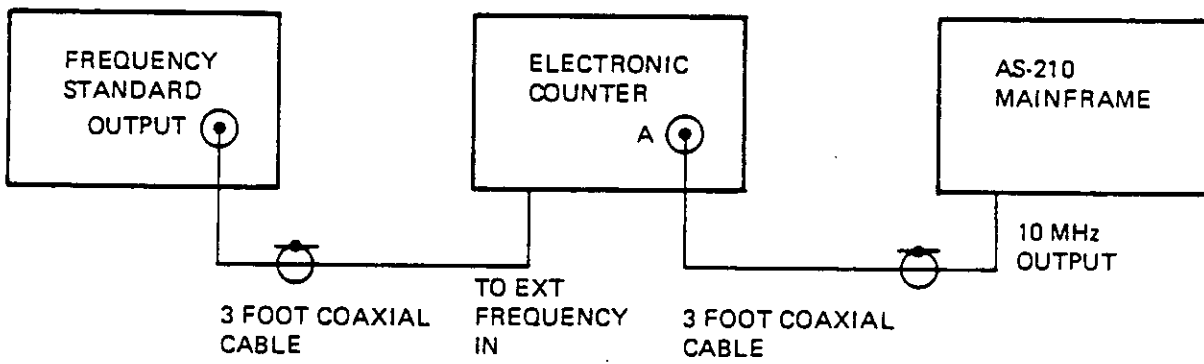 FREQUENCY
STANDARD
OUTPUT
ELECTRONIC
COUNTER
A
AS-210
MAINFRAME
10 MHz
OUTPUT
3 FOOT COAXIAL
CABLE
TO EXT
FREQUENCY
IN
3 FOOT COAXIAL
CABLE